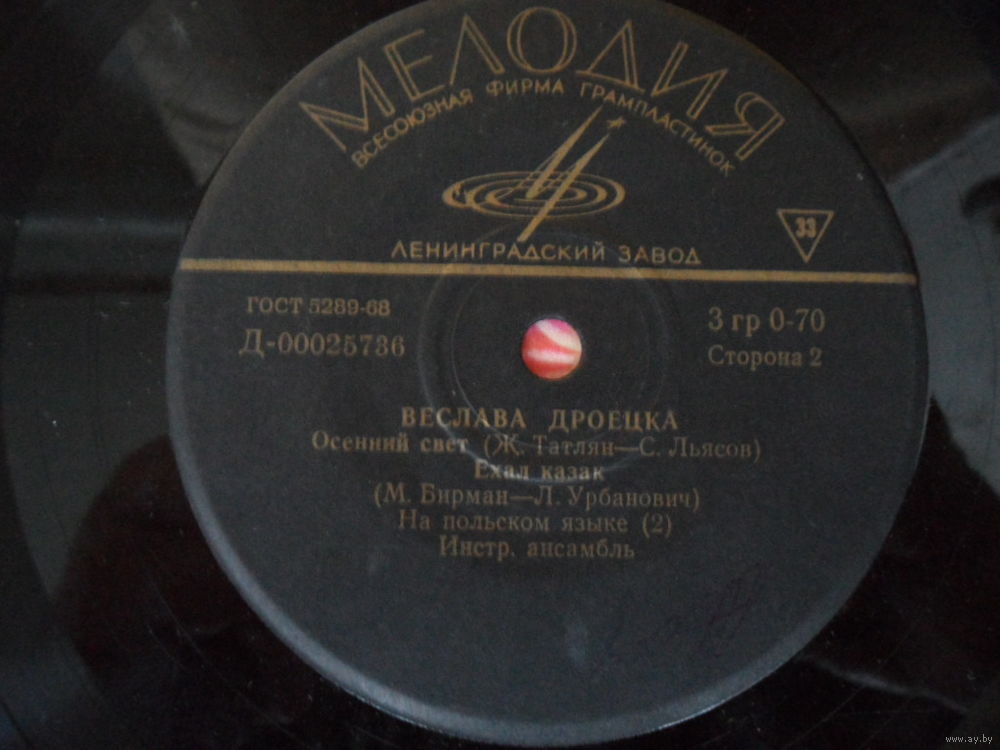 МЕЛОДИЯ
ВСЕСОЮЗНАЯ ФИРМА ГРАМПЛАСТИНОК
ЛЕНИНГРАДСКИЙ ЗАВОД
33
ГОСТ 5289-68
Д-00025736
3 гр 0-70
Сторона 2
ВЕСЛАВА ДРОЕЦКА
Осенний свет (Ж. Татлян—С. Льясов)
Ехал казак
(М. Бирман—Л. Урбанович)
На польском языке (2)
Инстр. ансамбль
www.ay.by